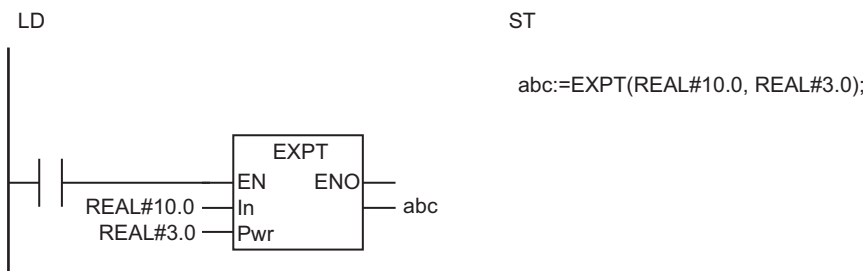 LD
ST
abc:=EXPT(REAL#10.0, REAL#3.0);
EXPT
EN ENO
REAL#10.0 In abc
REAL#3.0 Pwr